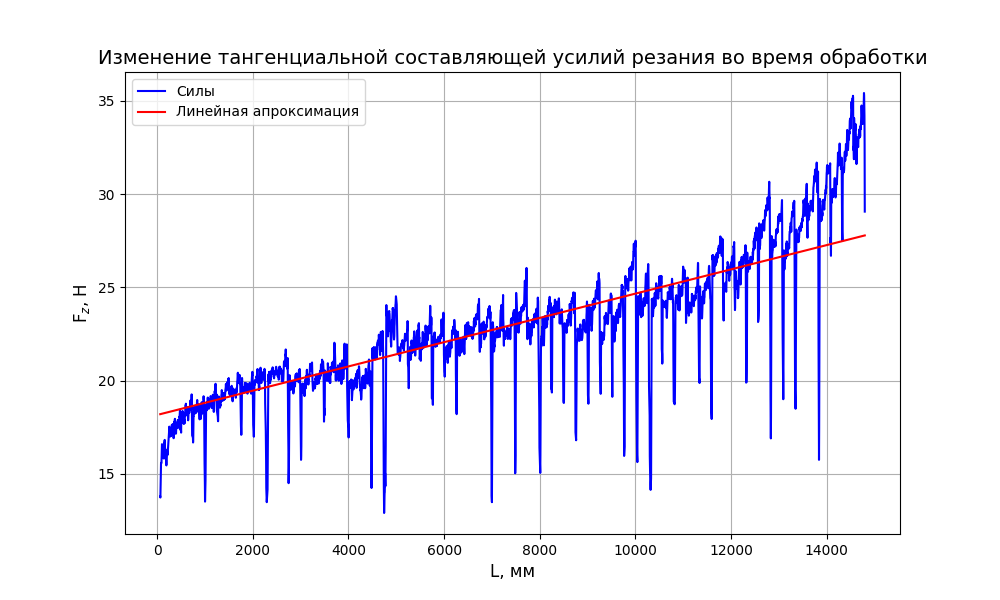 Изменение тангенциальной составляющей усилий резания во время обработки
Силы
Линейная апроксимация
35
30
25
20
15
F_z, Н
0 2000 4000 6000 8000 10000 12000 14000
L, мм